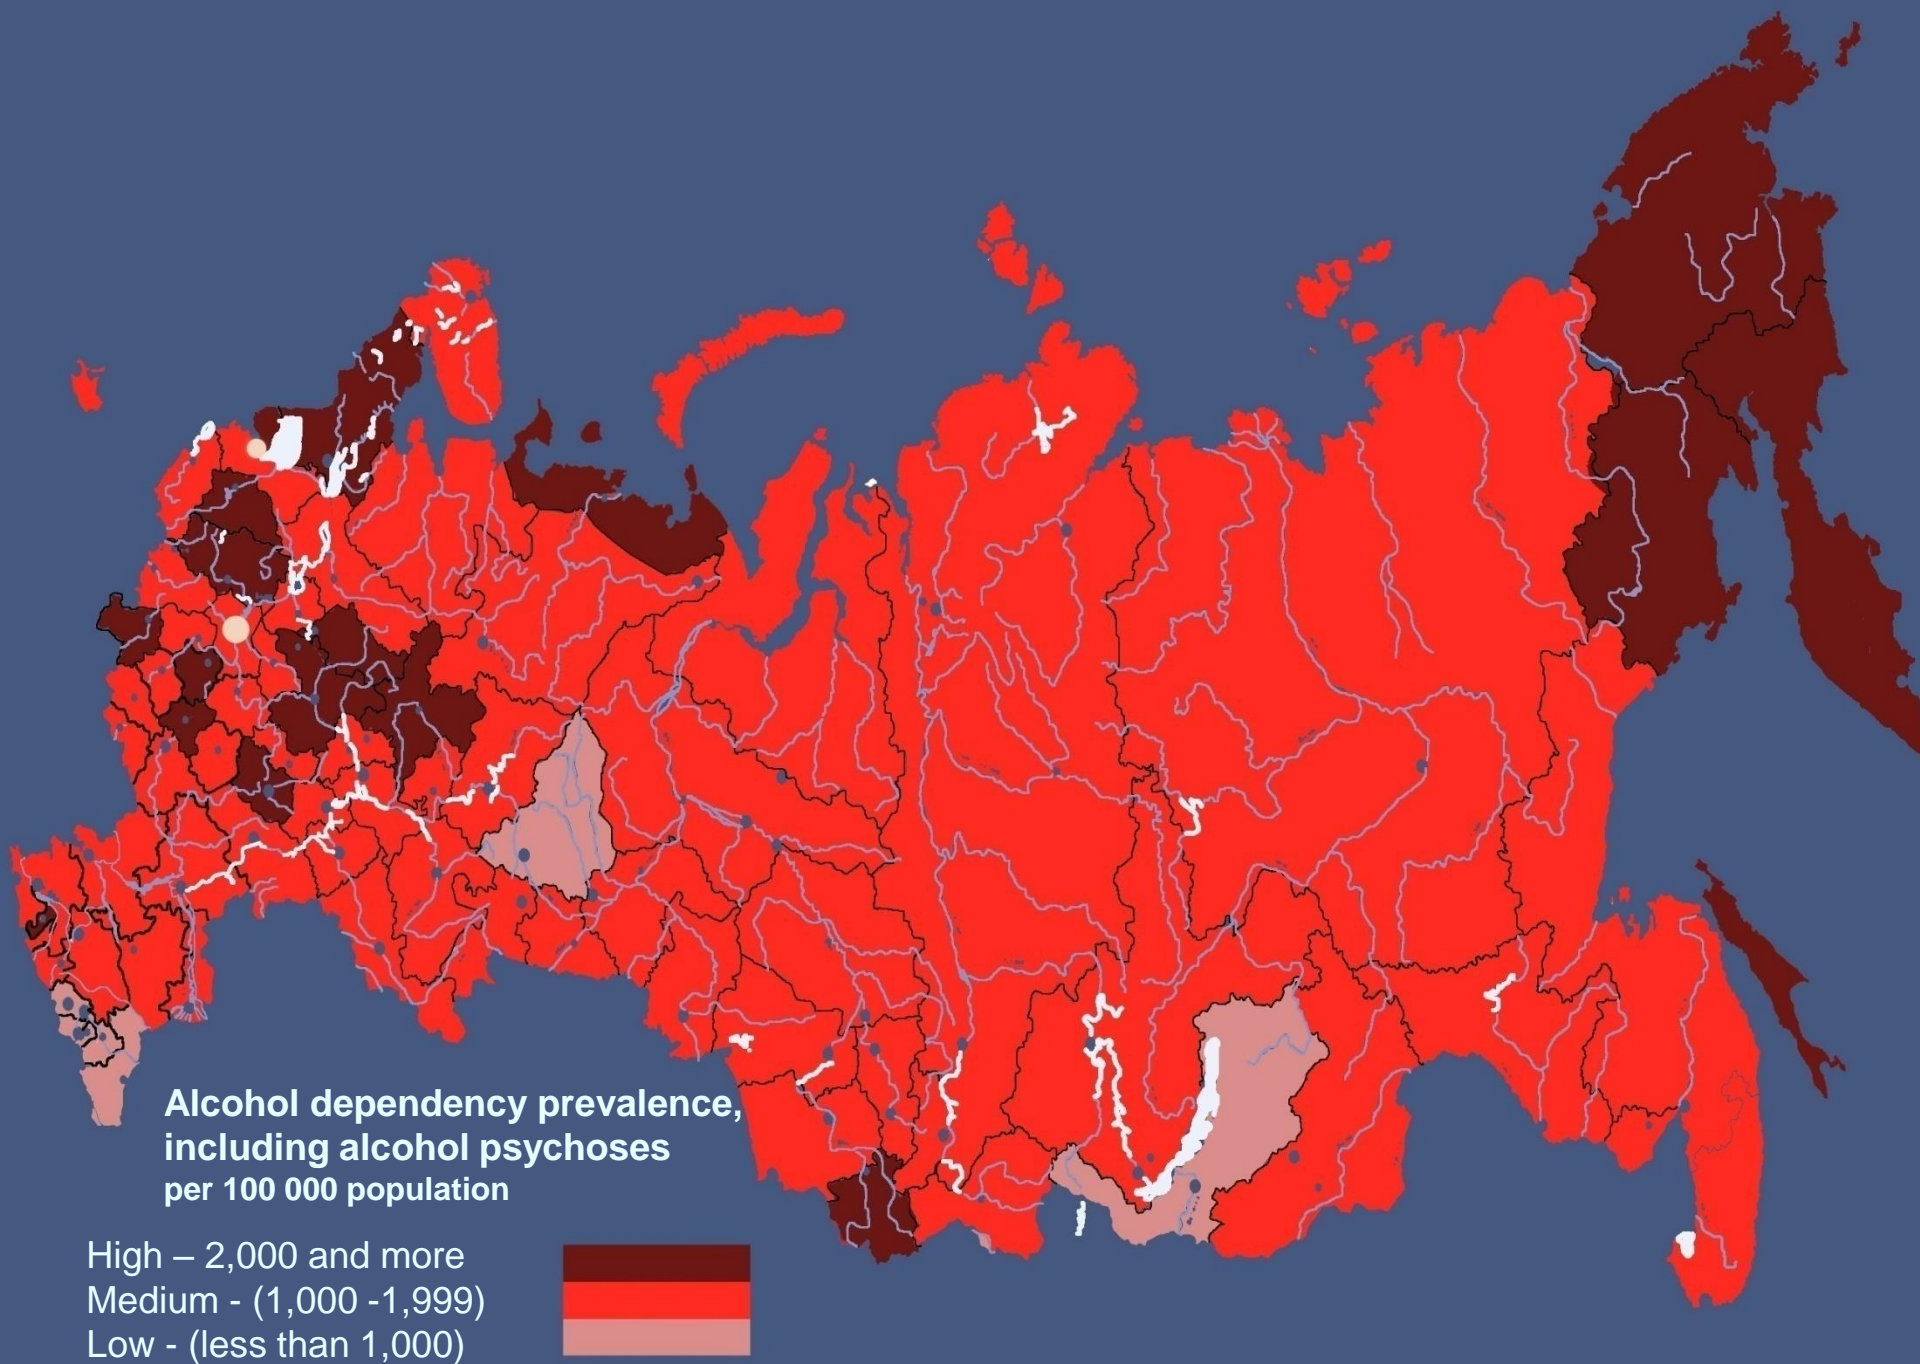 Alcohol dependency prevalence,
including alcohol psychoses
per 100 000 population
High – 2,000 and more
Medium - (1,000 -1,999)
Low - (less than 1,000)